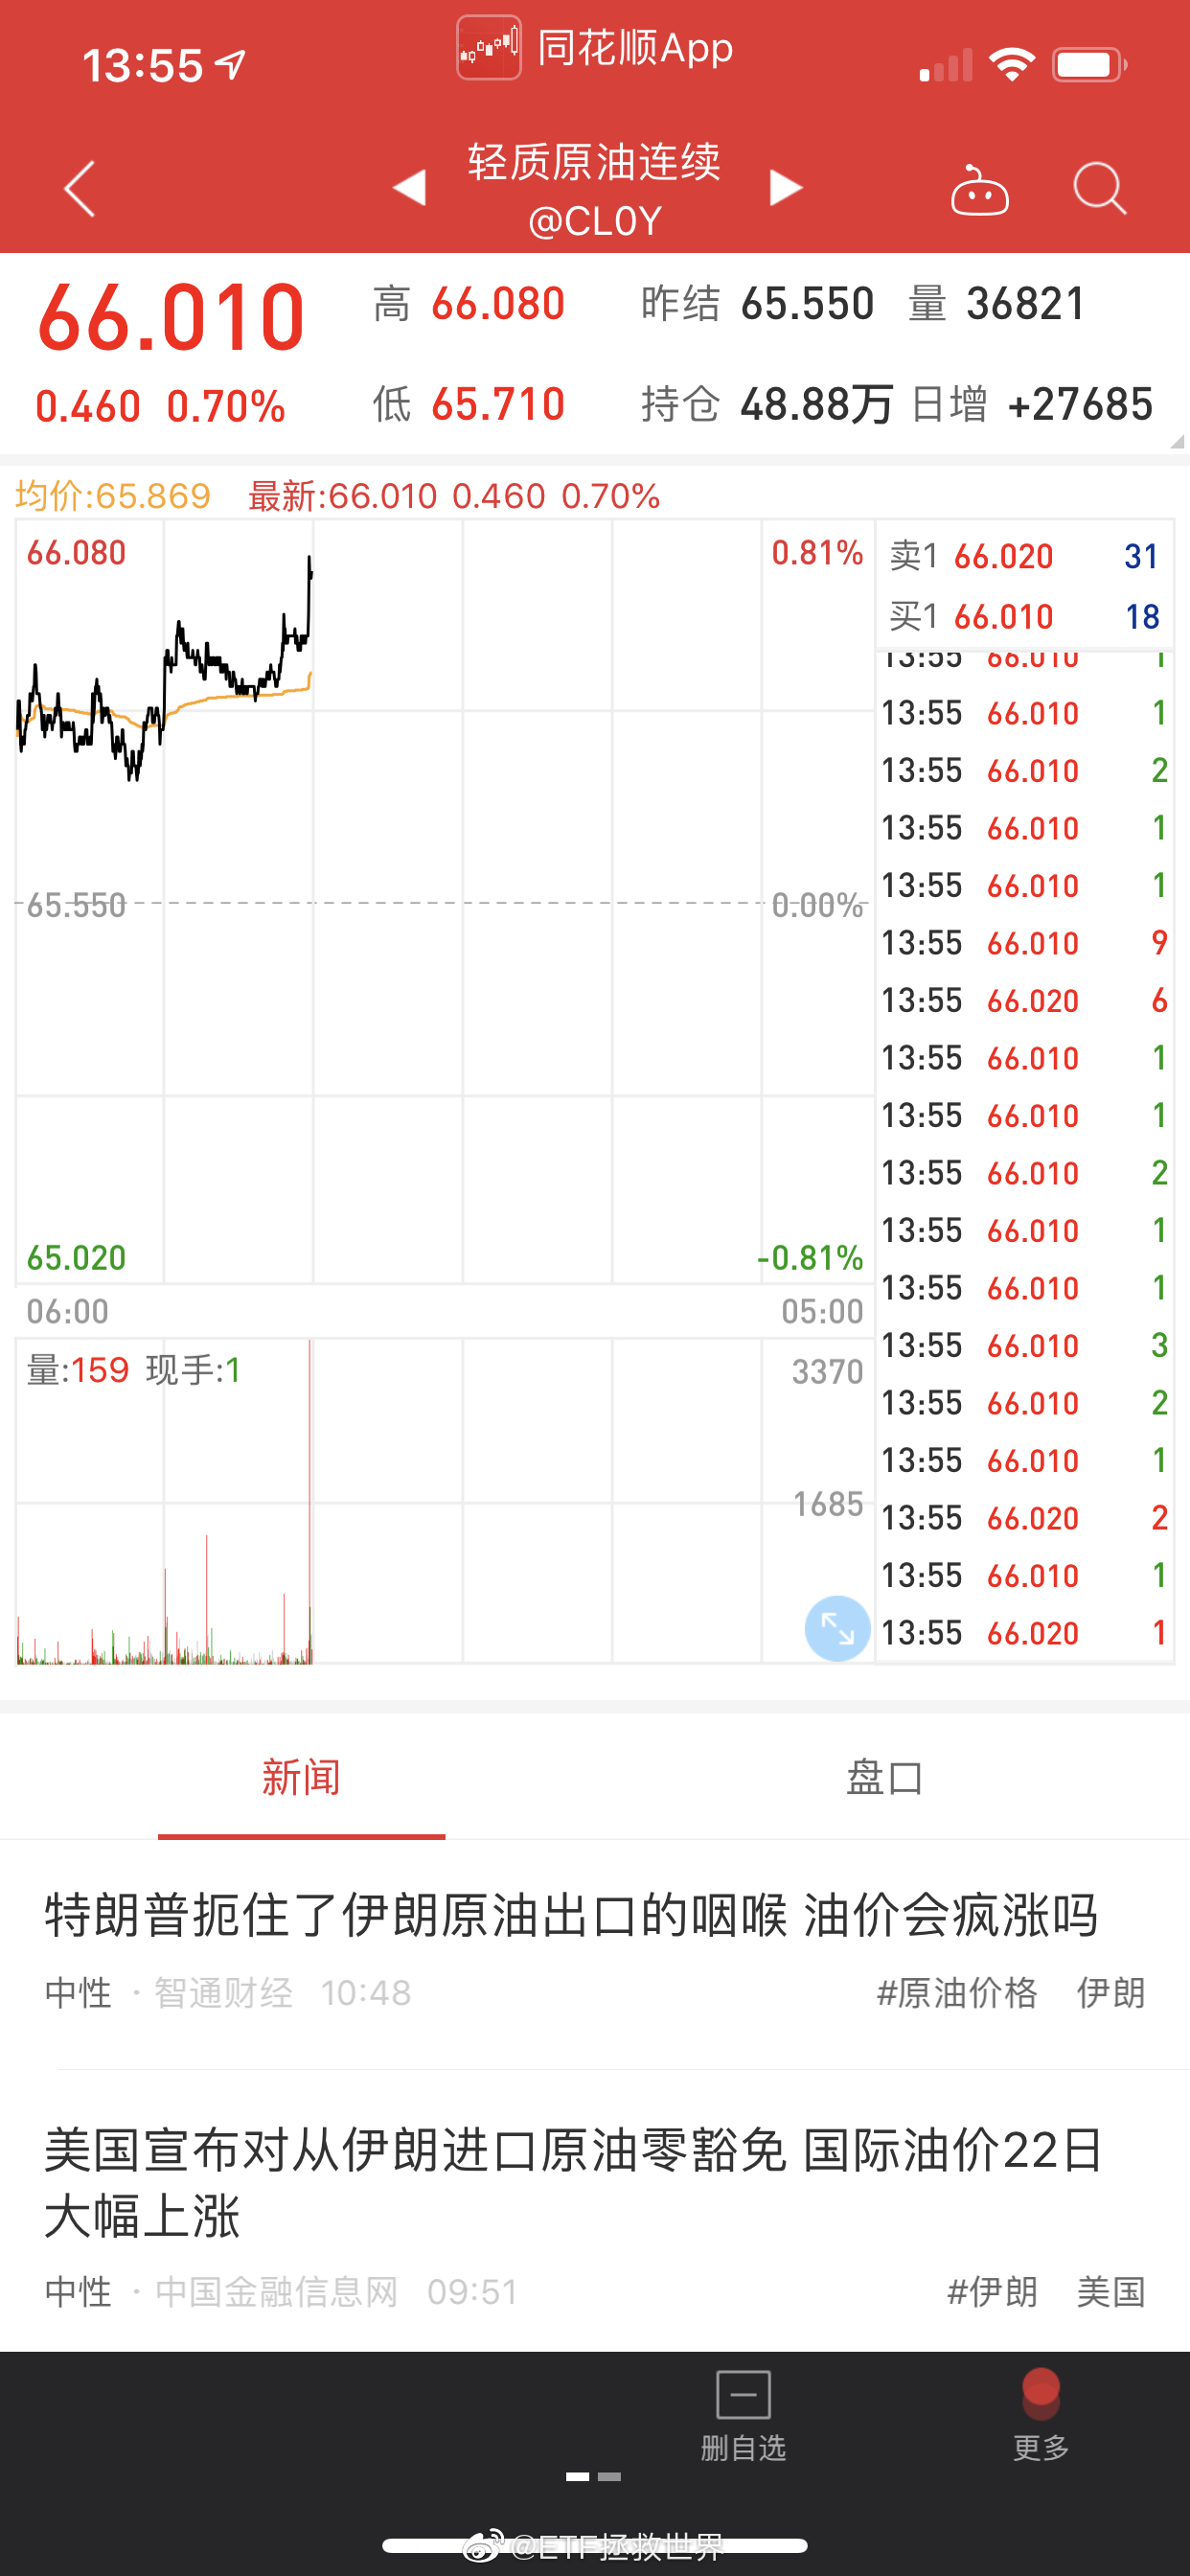 13:55
同花顺App
轻质原油连续
@CL0Y
66.010 高 66.080 昨结 65.550 量 36821
0.460 0.70% 低 65.710 持仓 48.88万 日增 +27685
均价:65.869 最新:66.010 0.460 0.70%
66.080 0.81%
65.550 0.00%
65.020 -0.81%
06:00 05:00
量:159 现手:1 3370
1685
卖1 66.020 31
买1 66.010 18
13:55 66.010 1
13:55 66.010 1
13:55 66.010 2
13:55 66.010 1
13:55 66.010 1
13:55 66.010 9
13:55 66.020 6
13:55 66.010 1
13:55 66.010 1
13:55 66.010 2
13:55 66.010 1
13:55 66.010 1
13:55 66.010 3
13:55 66.010 2
13:55 66.010 1
13:55 66.020 2
13:55 66.010 1
13:55 66.020 1
新闻 盘口
特朗普扼住了伊朗原油出口的咽喉 油价会疯涨吗
中性 · 智通财经 10:48 #原油价格 伊朗
美国宣布对从伊朗进口原油零豁免 国际油价22日
大幅上涨
中性 · 中国金融信息网 09:51 #伊朗 美国
删自选 更多
@ETF拯救世界